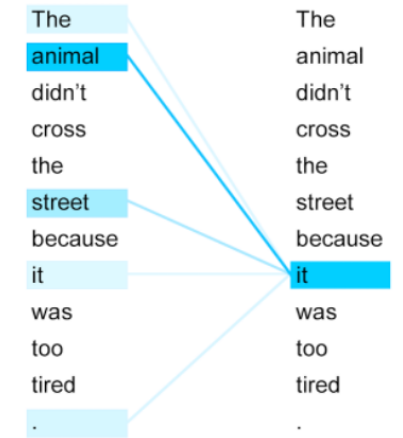 The The
animal animal
didn't didn't
cross cross
the the
street street
because because
it it
was was
too too
tired tired
. .